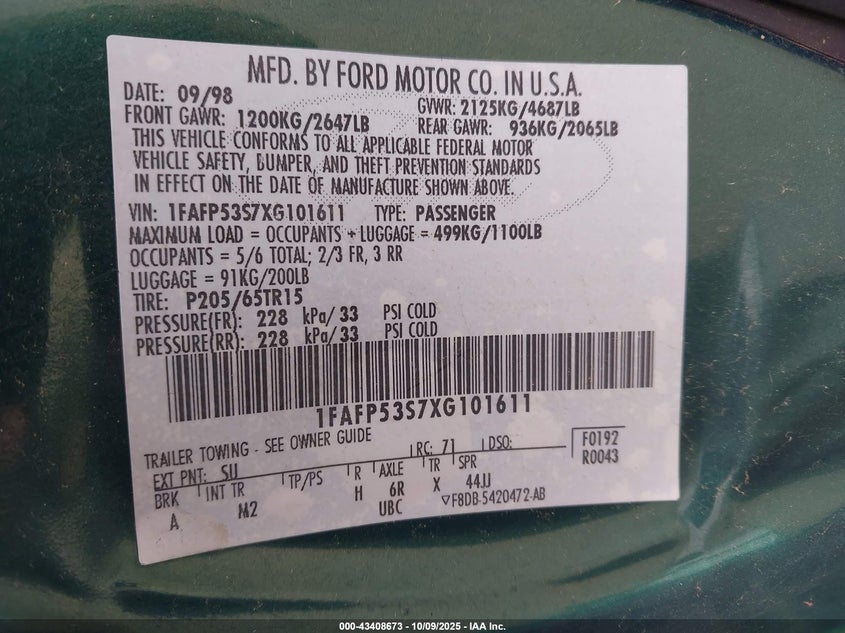 MFD. BY FORD MOTOR CO. IN U.S.A.
DATE: 09/98 GVWR: 2125KG/4687LB
FRONT GAWR: 1200KG/2647LB REAR GAWR: 936KG/2065LB
THIS VEHICLE CONFORMS TO ALL APPLICABLE FEDERAL MOTOR
VEHICLE SAFETY, BUMPER, AND THEFT PREVENTION STANDARDS
IN EFFECT ON THE DATE OF MANUFACTURE SHOWN ABOVE.
VIN: 1FAFP53S7XG101611 TYPE: PASSENGER
MAXIMUM LOAD = OCCUPANTS + LUGGAGE = 499KG/1100LB
OCCUPANTS = 5/6 TOTAL; 2/3 FR, 3 RR
LUGGAGE = 91KG/200LB
TIRE: P205/65TR15
PRESSURE(FR): 228 kPa/33 PSI COLD
PRESSURE(RR): 228 kPa/33 PSI COLD
1FAFP53S7XG101611
TRAILER TOWING - SEE OWNER GUIDE
EXT PNT: SU RC: 71 DSO: F0192
R0043
BRK INT TR TP/PS R AXLE TR SPR
A M2 H 6R X 44JJ
UBC ▽F8DB-5420472-AB
000-43408673 - 10/09/2025 - IAA Inc.